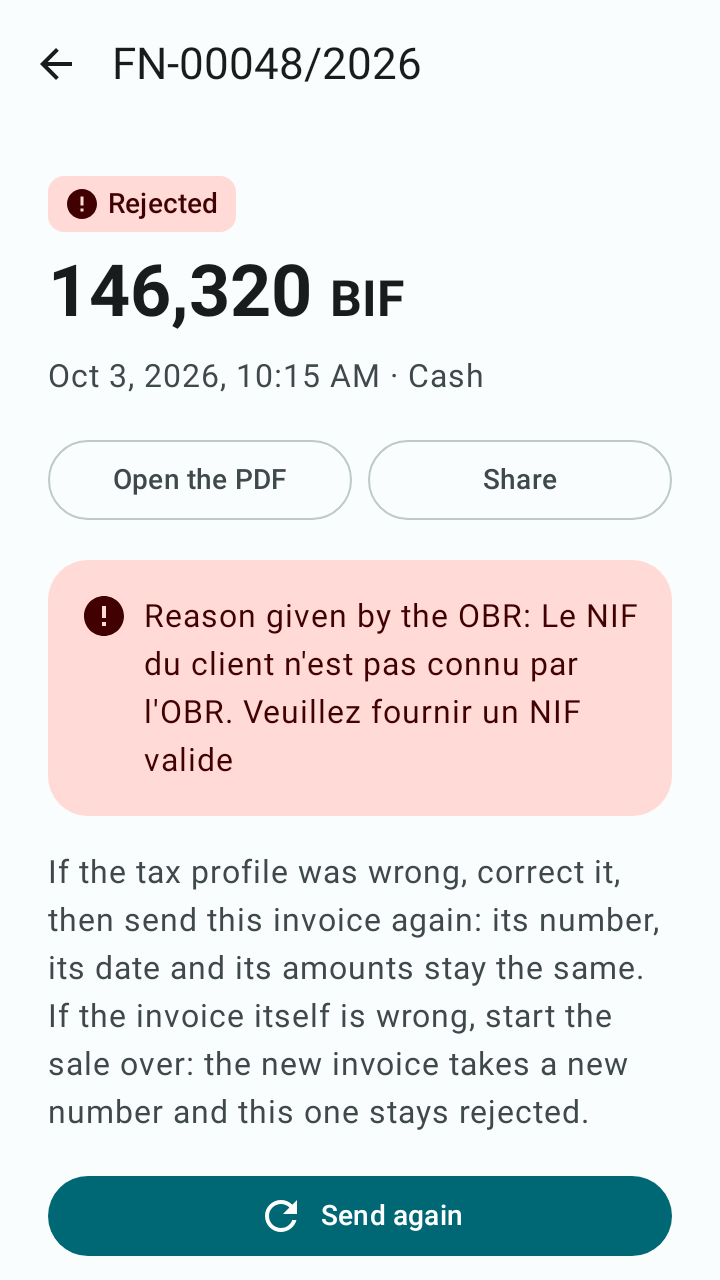 FN-00048/2026
Rejected
146,320 BIF
Oct 3, 2026, 10:15 AM · Cash
Open the PDF
Share
Reason given by the OBR: Le NIF
du client n'est pas connu par
l'OBR. Veuillez fournir un NIF
valide
If the tax profile was wrong, correct it,
then send this invoice again: its number,
its date and its amounts stay the same.
If the invoice itself is wrong, start the
sale over: the new invoice takes a new
number and this one stays rejected.
Send again